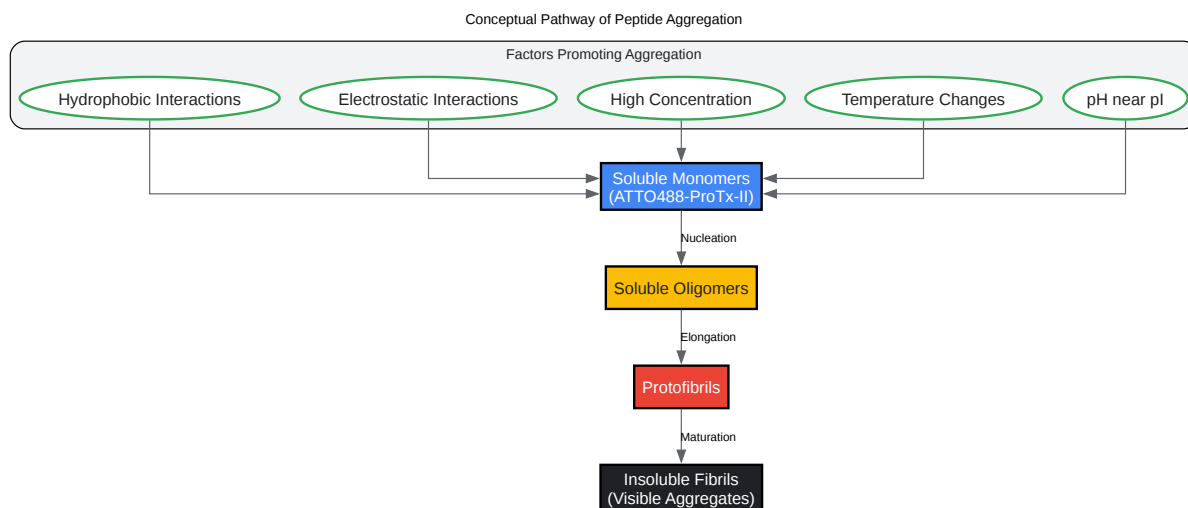 Conceptual Pathway of Peptide Aggregation
Factors Promoting Aggregation
Hydrophobic Interactions
Electrostatic Interactions
High Concentration
Temperature Changes
pH near pI
Soluble Monomers
(ATTO488-ProTx-II)
Nucleation
Soluble Oligomers
Elongation
Protofibrils
Maturation
Insoluble Fibrils
(Visible Aggregates)